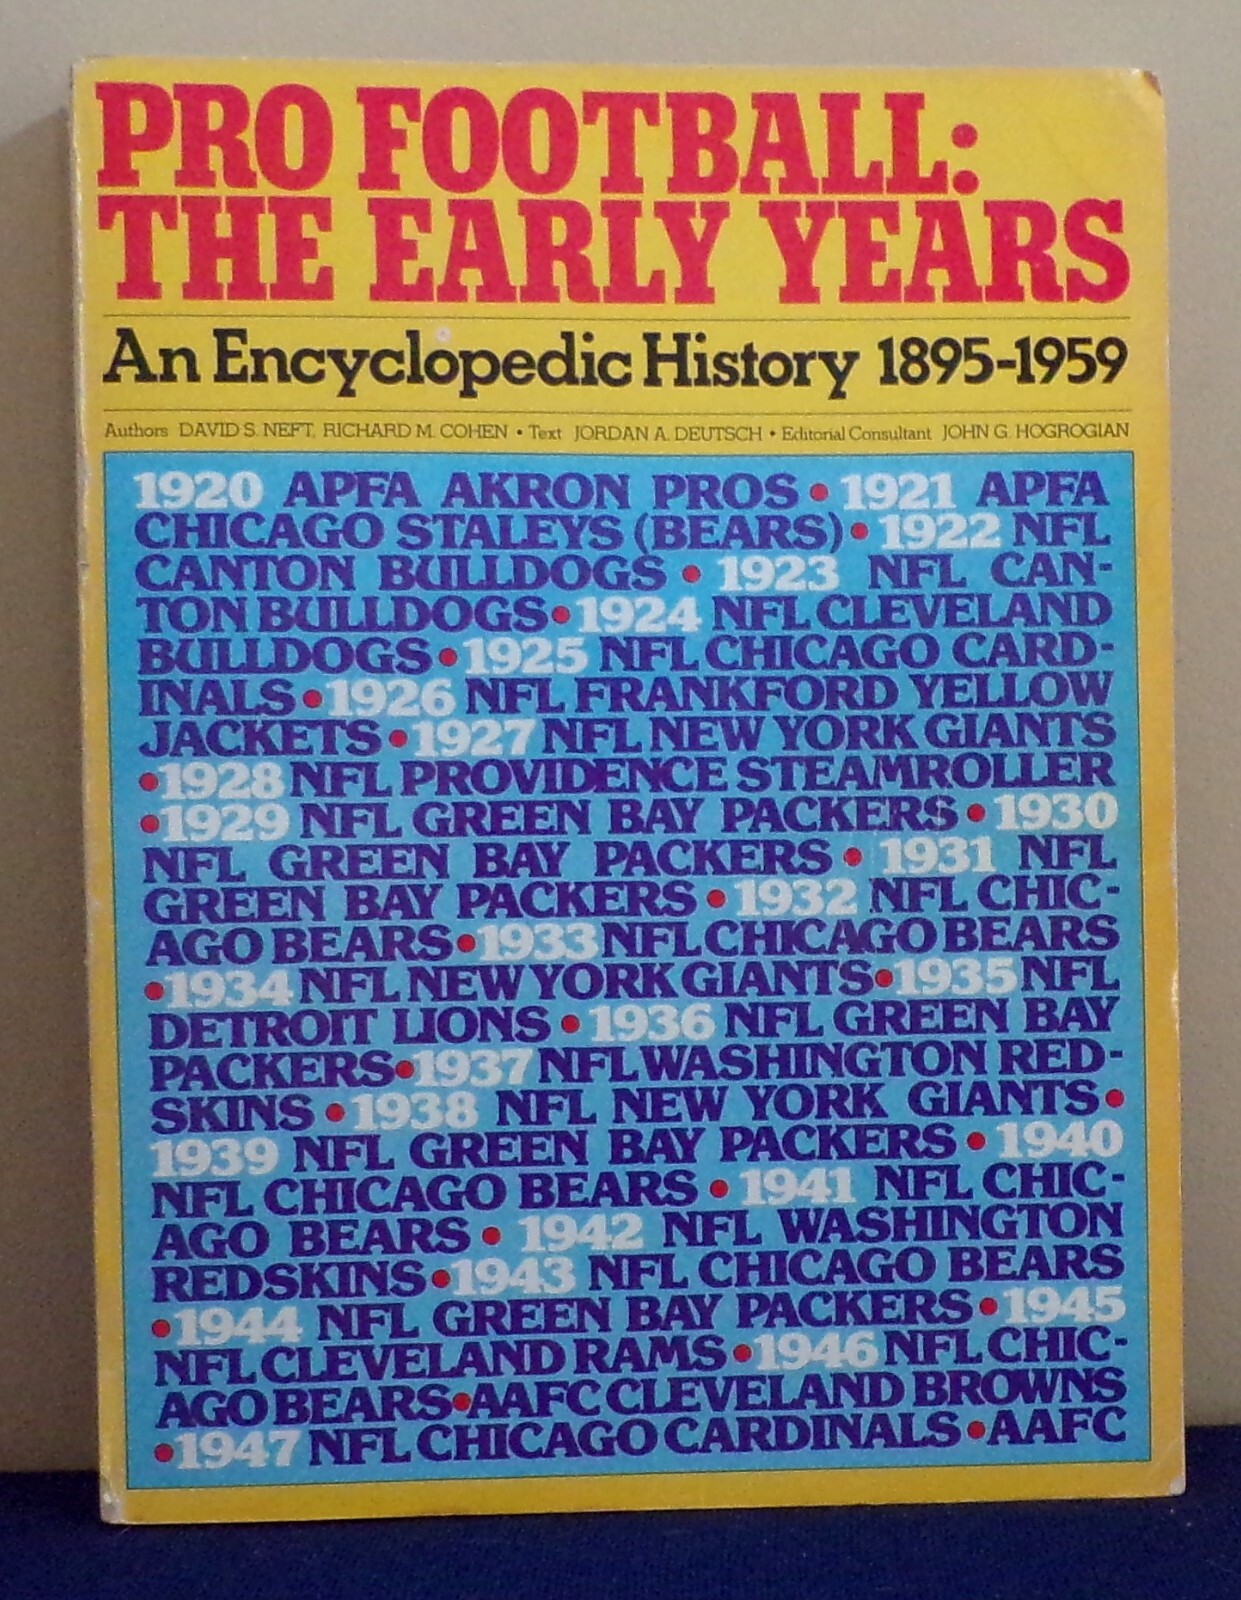 PRO FOOTBALL:
THE EARLY YEARS
An Encyclopedic History 1895-1959
Authors DAVID S. NEFT, RICHARD M. COHEN • Text JORDAN A. DEUTSCH • Editorial Consultant JOHN G. HOGROGIAN
1920 APFA AKRON PROS • 1921 APFA
CHICAGO STALEYS (BEARS) • 1922 NFL
CANTON BULLDOGS • 1923 NFL CAN-
TON BULLDOGS • 1924 NFL CLEVELAND
BULLDOGS • 1925 NFL CHICAGO CARD-
INALS • 1926 NFL FRANKFORD YELLOW
JACKETS • 1927 NFL NEW YORK GIANTS
• 1928 NFL PROVIDENCE STEAMROLLER
• 1929 NFL GREEN BAY PACKERS • 1930
NFL GREEN BAY PACKERS • 1931 NFL
GREEN BAY PACKERS • 1932 NFL CHIC-
AGO BEARS • 1933 NFL CHICAGO BEARS
• 1934 NFL NEW YORK GIANTS • 1935 NFL
DETROIT LIONS • 1936 NFL GREEN BAY
PACKERS • 1937 NFL WASHINGTON RED-
SKINS • 1938 NFL NEW YORK GIANTS •
1939 NFL GREEN BAY PACKERS • 1940
NFL CHICAGO BEARS • 1941 NFL CHIC-
AGO BEARS • 1942 NFL WASHINGTON
REDSKINS • 1943 NFL CHICAGO BEARS
• 1944 NFL GREEN BAY PACKERS • 1945
NFL CLEVELAND RAMS • 1946 NFL CHIC-
AGO BEARS • AAFC CLEVELAND BROWNS
• 1947 NFL CHICAGO CARDINALS • AAFC